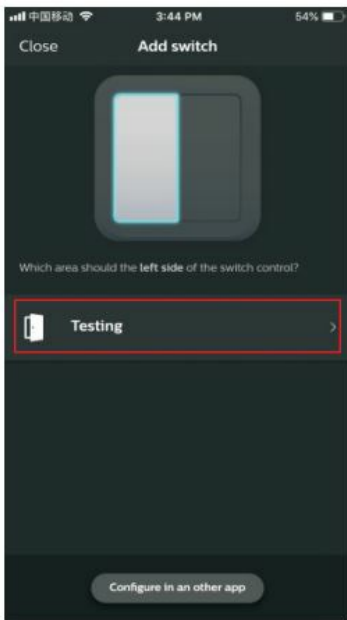 中国移动 3:44 PM 54%
Close Add switch
Which area should the left side of the switch control?
Testing
Configure in an other app